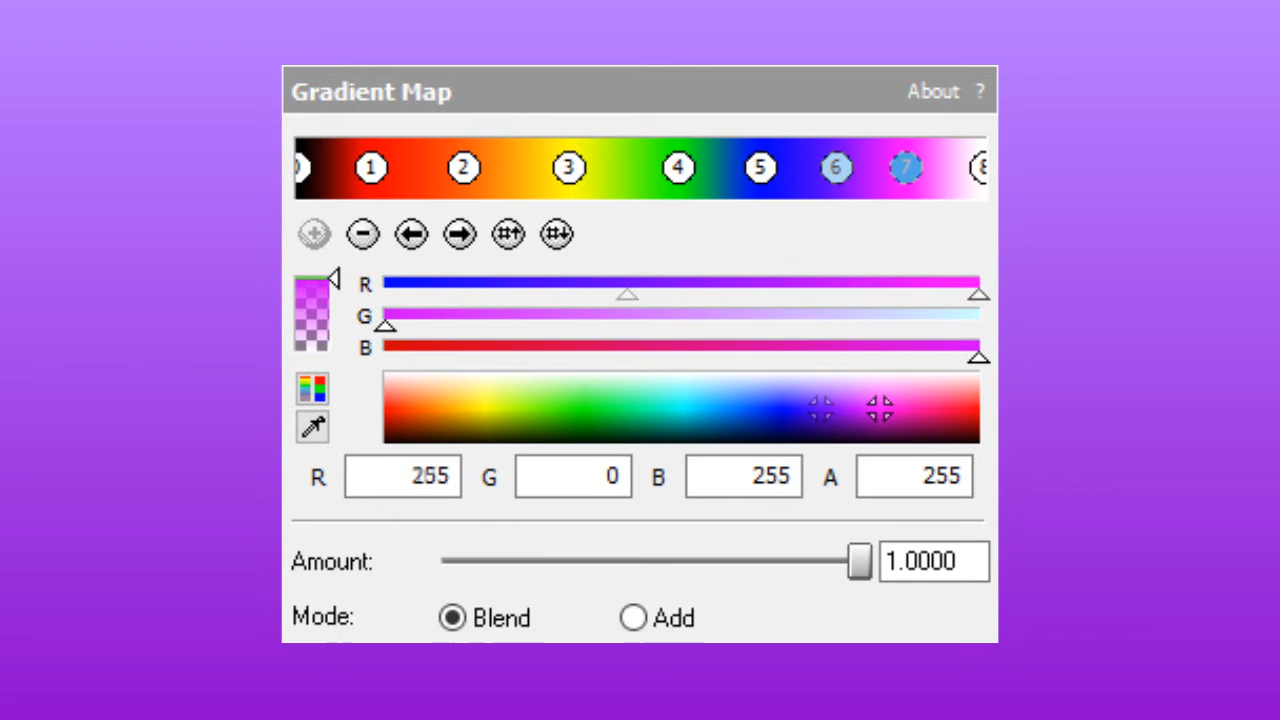 Gradient Map About ?
1 2 3 4 5 6 7 8
R
G
B
R 255 G 0 B 255 A 255
Amount: 1.0000
Mode: Blend Add